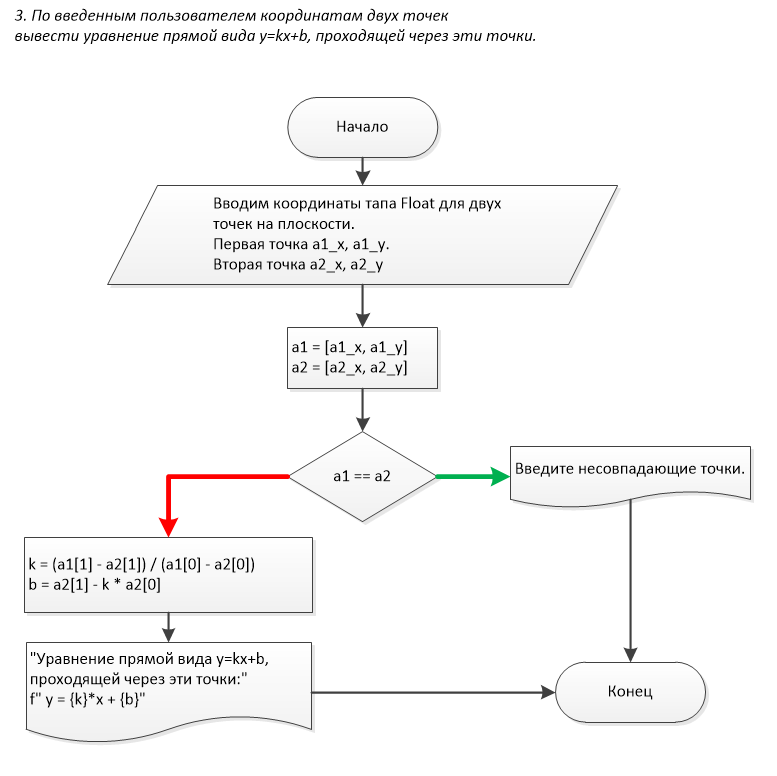 3. По введенным пользователем координатам двух точек
вывести уравнение прямой вида y=kx+b, проходящей через эти точки.
Начало
Вводим координаты тапа Float для двух
точек на плоскости.
Первая точка a1_x, a1_y.
Вторая точка a2_x, a2_y
a1 = [a1_x, a1_y]
a2 = [a2_x, a2_y]
a1 == a2
Введите несовпадающие точки.
k = (a1[1] - a2[1]) / (a1[0] - a2[0])
b = a2[1] - k * a2[0]
"Уравнение прямой вида y=kx+b,
проходящей через эти точки:"
f" y = {k}*x + {b}"
Конец